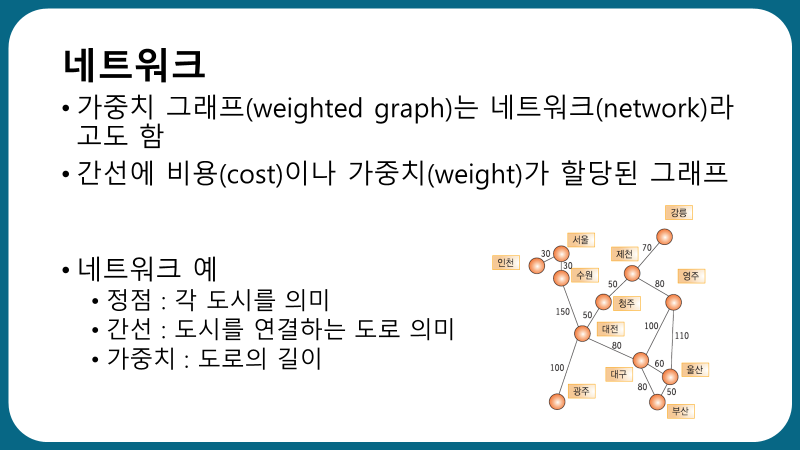 네트워크
• 가중치 그래프(weighted graph)는 네트워크(network)라
고도 함
• 간선에 비용(cost)이나 가중치(weight)가 할당된 그래프
• 네트워크 예
• 정점 : 각 도시를 의미
• 간선 : 도시를 연결하는 도로 의미
• 가중치 : 도로의 길이
강릉
서울
70
제천
30
인천
30
수원
명주
50
80
청주
150
50
대전
100
110
80
60
대구
울산
100
80
50
광주
부산